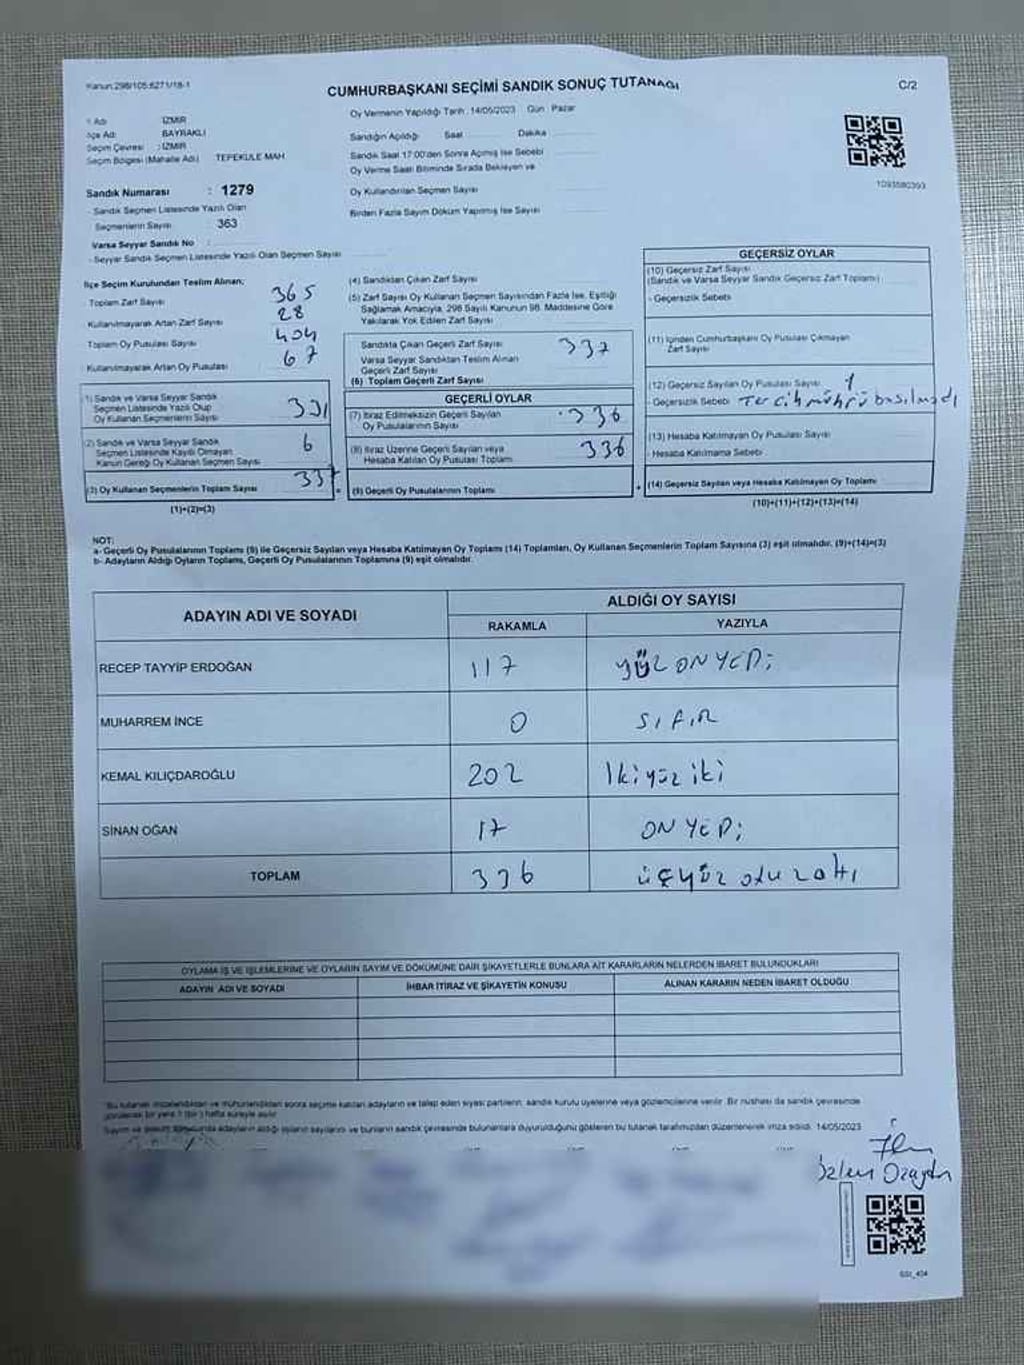 Kanun:298/105:6271/18-1
CUMHURBAŞKANI SEÇİMİ SANDIK SONUÇ TUTANAĞI
C/2
İl Adı : İZMİR
İlçe Adı: BAYRAKLI
Seçim Çevresi : İZMİR
Seçim Bölgesi (Mahalle Adı) TEPEKULE MAH.
Oy Vermenin Yapıldığı Tarih :14/05/2023 Gün : Pazar
Sandığın Açıldığı Saat Dakika
Sandık Saat 17:00'den Sonra Açılmış İse Sebebi
Oy Verme Saati Bitiminde Sırada Bekleyen ve
Oy Kullandırılan Seçmen Sayısı
Birden Fazla Sayım Döküm Yapılmış İse Sayısı
1093580393
Sandık Numarası : 1279
- Sandık Seçmen Listesinde Yazılı Olan
Seçmenlerin Sayısı 363
Varsa Seyyar Sandık No :
- Seyyar Sandık Seçmen Listesinde Yazılı Olan Seçmen Sayısı
İlçe Seçim Kurulundan Teslim Alınan;
Toplam Zarf Sayısı 365
Kullanılmayarak Artan Zarf Sayısı 28
Toplam Oy Pusulası Sayısı 404
Kullanılmayarak Artan Oy Pusulası 67
(1) Sandık ve Varsa Seyyar Sandık
Seçmen Listesinde Yazılı Olup
Oy Kullanan Seçmenlerin Sayısı 331
(2) Sandık ve Varsa Seyyar Sandık
Seçmen Listesinde Kayıtlı Olmayan
Kanun Gereği Oy Kullanan Seçmen Sayısı 6
(3) Oy Kullanan Seçmenlerin Toplam Sayısı 337
(1)+(2)=(3)
(4) Sandıktan Çıkan Zarf Sayısı
(5) Zarf Sayısı Oy Kullanan Seçmen Sayısından Fazla İse, Eşitliği
Sağlamak Amacıyla, 298 Sayılı Kanunun 98. Maddesine Göre
Yakılarak Yok Edilen Zarf Sayısı
Sandıkta Çıkan Geçerli Zarf Sayısı 337
Varsa Seyyar Sandıktan Teslim Alınan
Geçerli Zarf Sayısı
(6) Toplam Geçerli Zarf Sayısı
GEÇERLİ OYLAR
(7) İtiraz Edilmeksizin Geçerli Sayılan
Oy Pusulalarının Sayısı 336
(8) İtiraz Üzerine Geçerli Sayılan veya
Hesaba Katılan Oy Pusulası Toplamı 336
= (9) Geçerli Oy Pusulalarının Toplamı
GEÇERSİZ OYLAR
(10) Geçersiz Zarf Sayısı
(Sandık ve Varsa Seyyar Sandık Geçersiz Zarf Toplamı)
- Geçersizlik Sebebi
(11) İçinden Cumhurbaşkanı Oy Pusulası Çıkmayan
Zarf Sayısı
(12) Geçersiz Sayılan Oy Pusulası Sayısı 1
- Geçersizlik Sebebi Tercih mührü basılmadı
(13) Hesaba Katılmayan Oy Pusulası Sayısı
- Hesaba Katılmama Sebebi
+ (14) Geçersiz Sayılan veya Hesaba Katılmayan Oy Toplamı
(10)+(11)+(12)+(13)=(14)
NOT:
a- Geçerli Oy Pusulalarının Toplamı (9) ile Geçersiz Sayılan veya Hesaba Katılmayan Oy Toplamı (14) Toplamları, Oy Kullanan Seçmenlerin Toplam Sayısına (3) eşit olmalıdır. (9)+(14)=(3)
b- Adayların Aldığı Oyların Toplamı, Geçerli Oy Pusulalarının Toplamına (9) eşit olmalıdır.
ADAYIN ADI VE SOYADI
ALDIĞI OY SAYISI
RAKAMLA YAZIYLA
RECEP TAYYİP ERDOĞAN 117 YÜZ ONYEDİ
MUHARREM İNCE 0 SIFIR
KEMAL KILIÇDAROĞLU 202 İkiyüz iki
SİNAN OĞAN 17 ONYEDİ
TOPLAM 336 üçyüz otuz altı
OYLAMA İŞ VE İŞLEMLERİNE VE OYLARIN SAYIM VE DÖKÜMÜNE DAİR ŞİKAYETLERLE BUNLARA AİT KARARLARIN NELERDEN İBARET BULUNDUKLARI
ADAYIN ADI VE SOYADI İHBAR İTİRAZ VE ŞİKAYETİN KONUSU ALINAN KARARIN NEDEN İBARET OLDUĞU
"Bu tutanak imzalandıktan ve mühürlendikten sonra seçime katılan adayların ve talep eden siyasi partilerin, sandık kurulu üyelerine veya gözlemcilerine verilir. Bir nüshası da sandık çevresinde
görülecek bir yere 1 (bir) hafta süreyle asılır.
Sayım ve döküm sonucunda adayların aldığı oyların sayılarını ve bunların sandık çevresinde bulunanlara duyurulduğunu gösteren bu tutanak tarafımızdan düzenlenerek imza edildi. 14/05/2023
Özlem
SSt_404